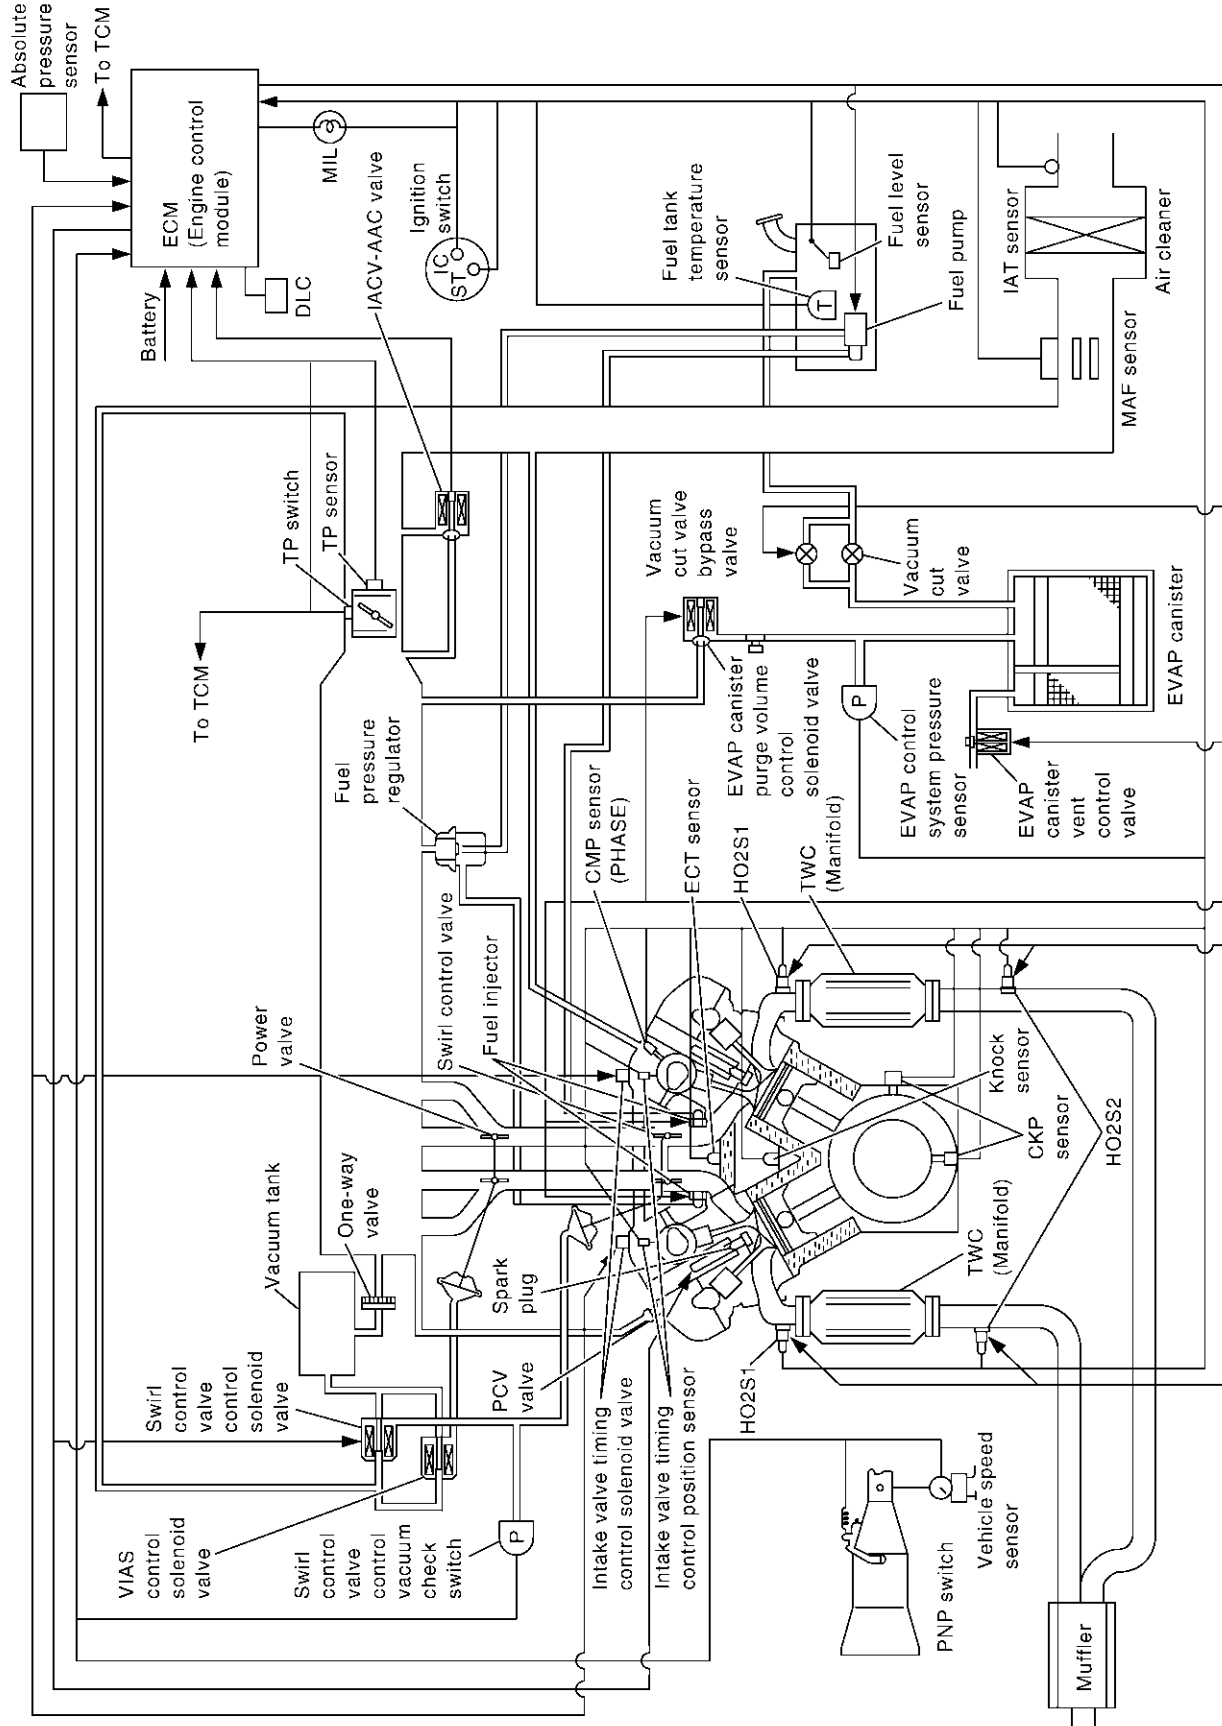 Absolute
pressure
sensor
To TCM
ECM
(Engine control
module)
Battery
DLC
MIL
Ignition
switch
IC
ST
IACV-AAC valve
TP sensor
TP switch
To TCM
Fuel
pressure
regulator
Fuel tank
temperature
sensor
T
Fuel level
sensor
Fuel pump
IAT sensor
Air cleaner
MAF sensor
Vacuum
cut valve
bypass
valve
Vacuum
cut
valve
EVAP canister
EVAP canister
purge volume
control
solenoid valve
P
EVAP control
system pressure
sensor
EVAP
canister
vent
control
valve
Power
valve
Swirl control valve
Fuel injector
CMP sensor
(PHASE)
ECT sensor
HO2S1
TWC
(Manifold)
Knock
sensor
CKP
sensor
HO2S2
TWC
(Manifold)
HO2S1
Vacuum tank
One-way
valve
Swirl
control
valve
control
solenoid
valve
VIAS
control
solenoid
valve
Swirl
control
valve
control
vacuum
check
switch
P
Spark
plug
PCV
valve
Intake valve timing
control solenoid valve
Intake valve timing
control position sensor
PNP switch
Vehicle speed
sensor
Muffler